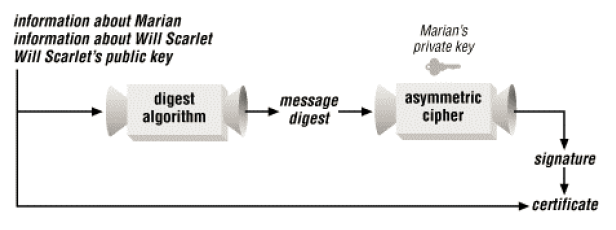 information about Marian
information about Will Scarlet
Will Scarlet's public key
Marian's
private key
digest
algorithm
message
digest
asymmetric
cipher
signature
certificate